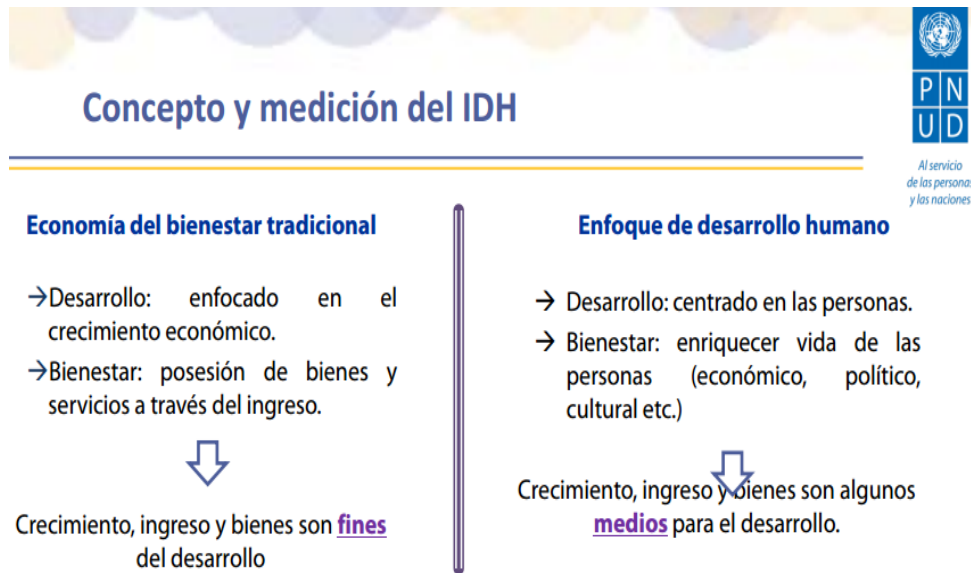 Concepto y medición del IDH
P N
U D
Al servicio
de las personas
y las naciones
Economía del bienestar tradicional
→Desarrollo: enfocado en el
crecimiento económico.
→Bienestar: posesión de bienes y
servicios a través del ingreso.
Crecimiento, ingreso y bienes son fines
del desarrollo
Enfoque de desarrollo humano
→ Desarrollo: centrado en las personas.
→ Bienestar: enriquecer vida de las
personas (económico, político,
cultural etc.)
Crecimiento, ingreso y bienes son algunos
medios para el desarrollo.